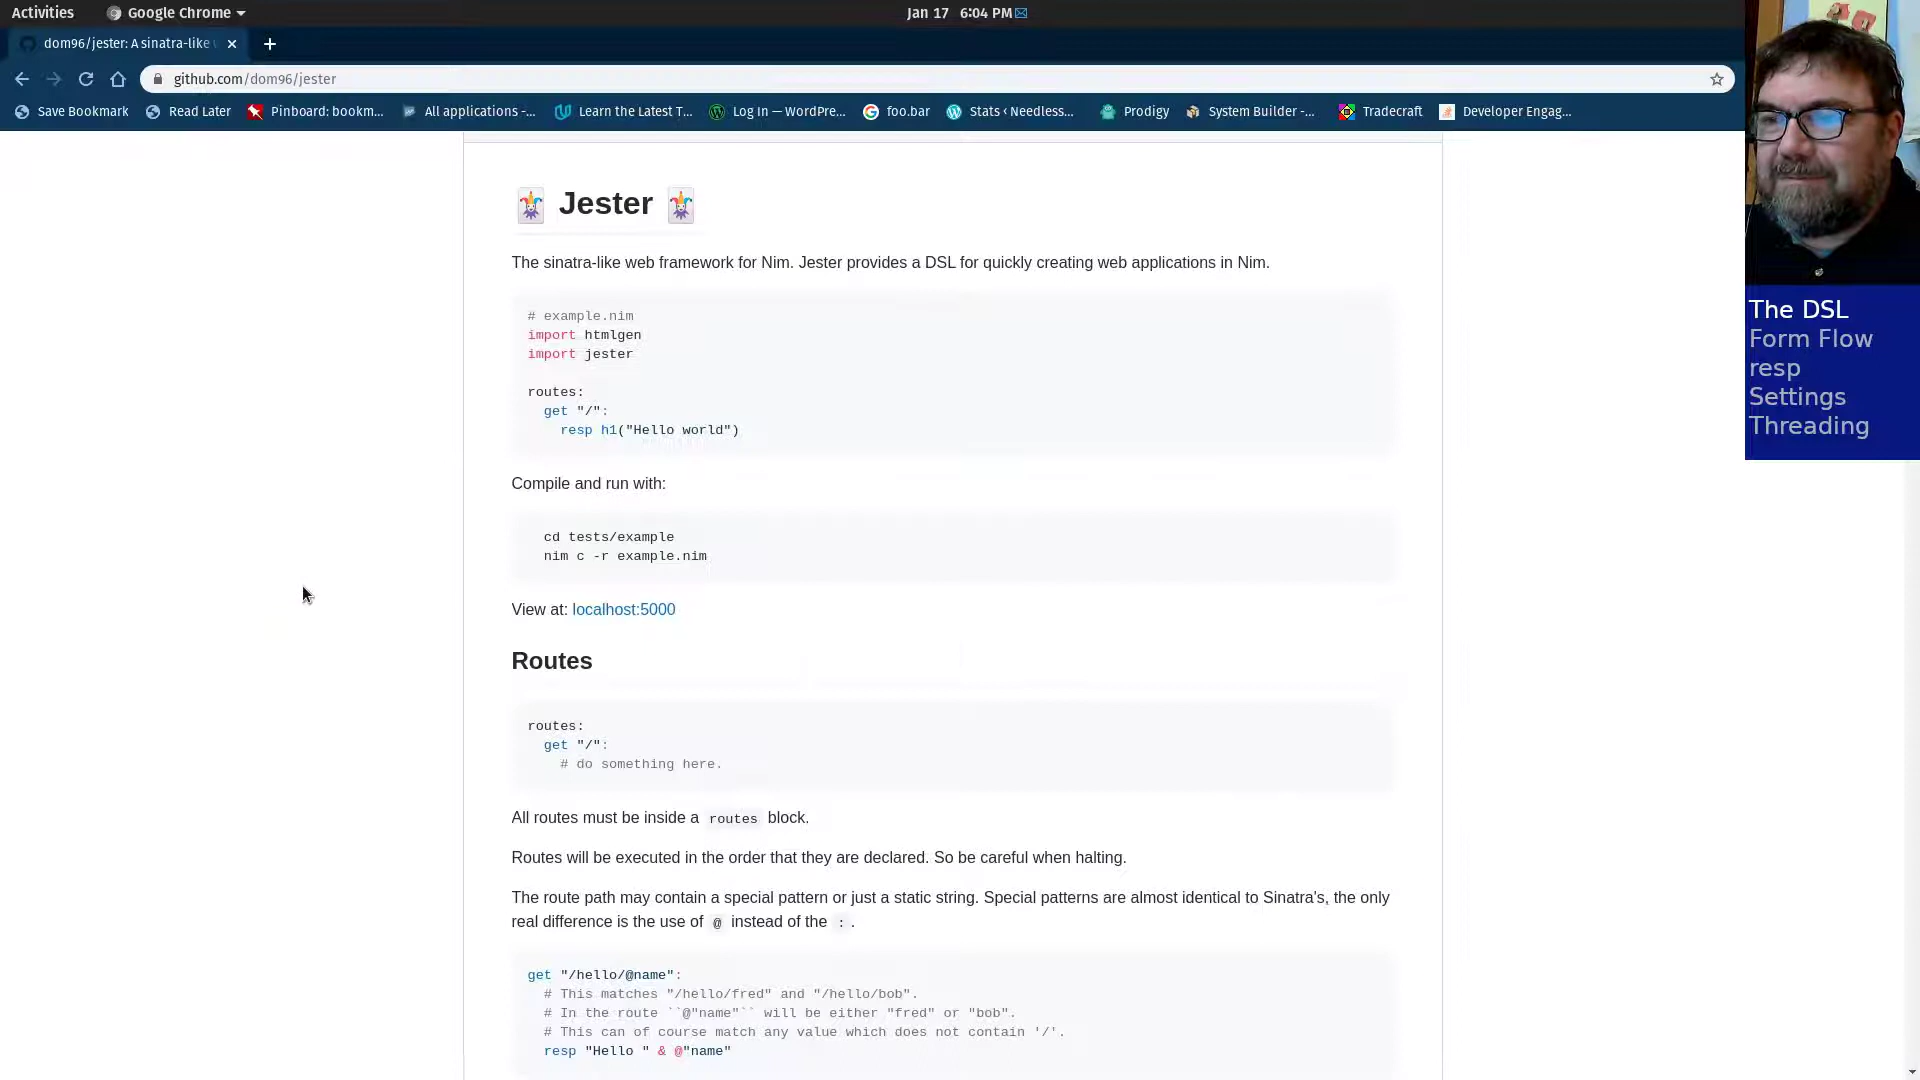 Activities
Google Chrome
Jan 17 6:04 PM
dom96/jester: A sinatra-like
github.com/dom96/jester
Save Bookmark
Read Later
Pinboard: bookm...
All applications -...
Learn the Latest T...
Log In — WordPre...
foo.bar
Stats ‹ Needless...
Prodigy
System Builder -...
Tradecraft
Developer Engag...
Jester
The sinatra-like web framework for Nim. Jester provides a DSL for quickly creating web applications in Nim.
# example.nim
import htmlgen
import jester
routes:
get "/":
resp h1("Hello world")
Compile and run with:
cd tests/example
nim c -r example.nim
View at: localhost:5000
Routes
routes:
get "/":
# do something here.
All routes must be inside a routes block.
Routes will be executed in the order that they are declared. So be careful when halting.
The route path may contain a special pattern or just a static string. Special patterns are almost identical to Sinatra's, the only
real difference is the use of @ instead of the : .
get "/hello/@name":
# This matches "/hello/fred" and "/hello/bob".
# In the route ``@"name"`` will be either "fred" or "bob".
# This can of course match any value which does not contain '/'.
resp "Hello " & @"name"
The DSL
Form Flow
resp
Settings
Threading